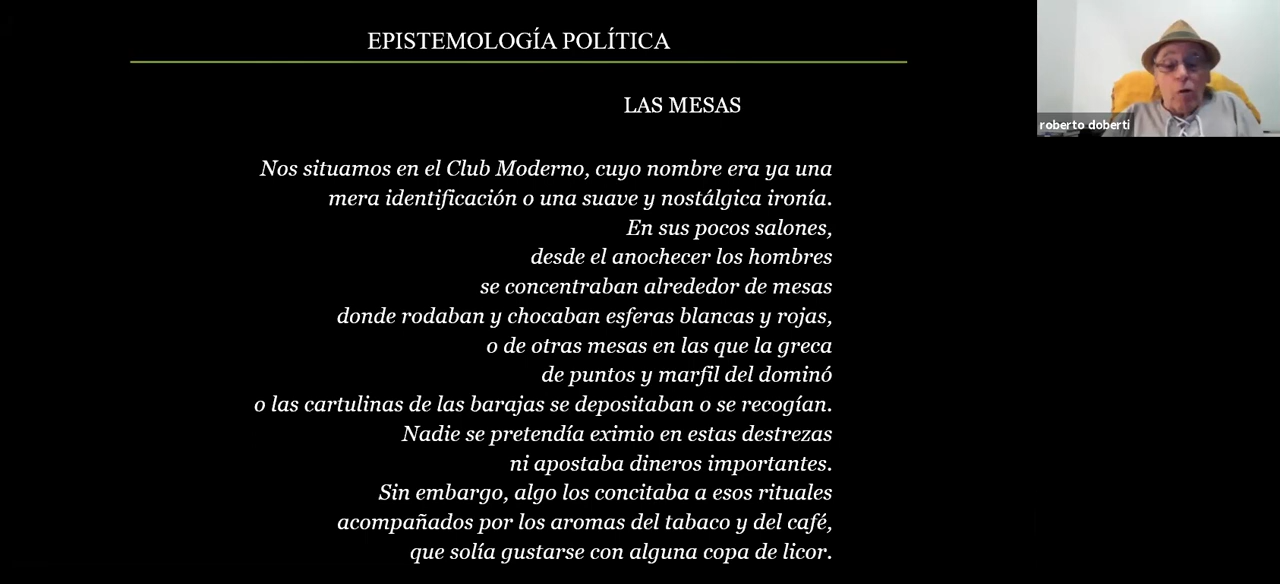 EPISTEMOLOGÍA POLÍTICA
roberto doberti
LAS MESAS
Nos situamos en el Club Moderno, cuyo nombre era ya una
mera identificación o una suave y nostálgica ironía.
En sus pocos salones,
desde el anochecer los hombres
se concentraban alrededor de mesas
donde rodaban y chocaban esferas blancas y rojas,
o de otras mesas en las que la greca
de puntos y marfil del dominó
o las cartulinas de las barajas se depositaban o se recogían.
Nadie se pretendía eximio en estas destrezas
ni apostaba dineros importantes.
Sin embargo, algo los concitaba a esos rituales
acompañados por los aromas del tabaco y del café,
que solía gustarse con alguna copa de licor.